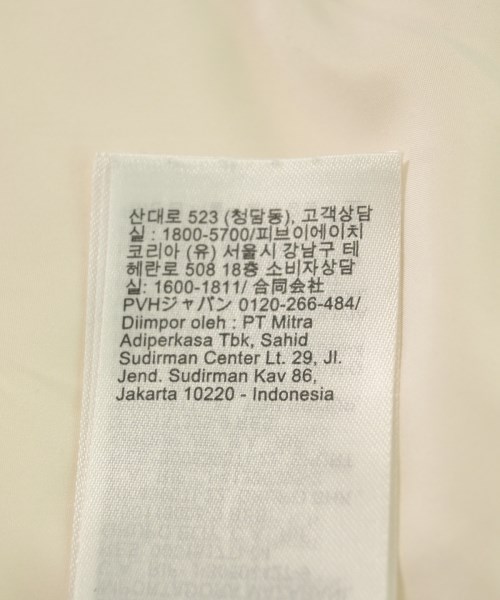 산대로 523 (청담동), 고객상담
실 : 1800-5700/피브이에이치
코리아 (유) 서울시 강남구 테
헤란로 508 18층 소비자상담
실: 1600-1811/ 合同会社
PVHジャパン 0120-266-484/
Diimpor oleh : PT Mitra
Adiperkasa Tbk, Sahid
Sudirman Center Lt. 29, Jl.
Jend. Sudirman Kav 86,
Jakarta 10220 - Indonesia